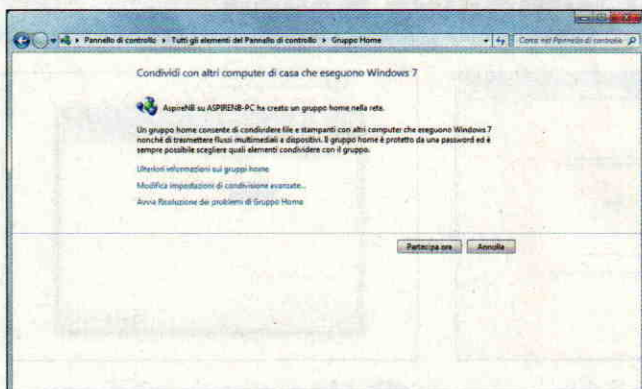 Pannello di controllo ▸ Tutti gli elementi del Pannello di controllo ▸ Gruppo Home
Cerca nel Pannello di controllo
Condividi con altri computer di casa che eseguono Windows 7
AspireNB su ASPIRENB-PC ha creato un gruppo home nella rete.
Un gruppo home consente di condividere file e stampanti con altri computer che eseguono Windows 7
nonché di trasmettere flussi multimediali a dispositivi. Il gruppo home è protetto da una password ed è
sempre possibile scegliere quali elementi condividere con il gruppo.
Ulteriori informazioni sui gruppi home
Modifica impostazioni di condivisione avanzate...
Avvia Risoluzione dei problemi di Gruppo Home
Partecipa ora Annulla